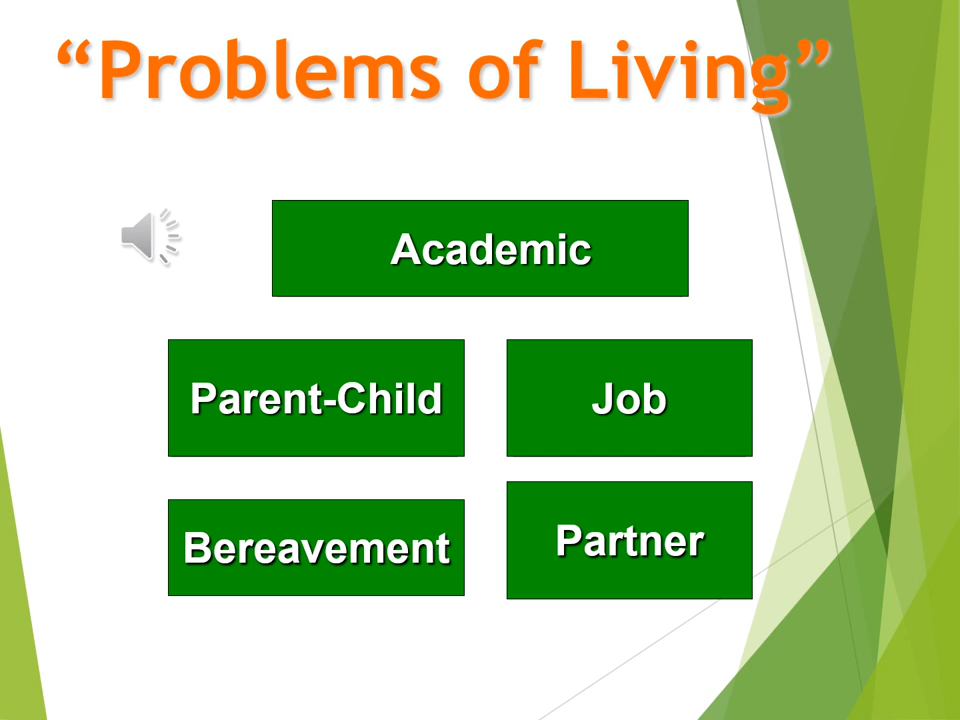 “Problems of Living”
Academic
Parent-Child
Job
Bereavement
Partner